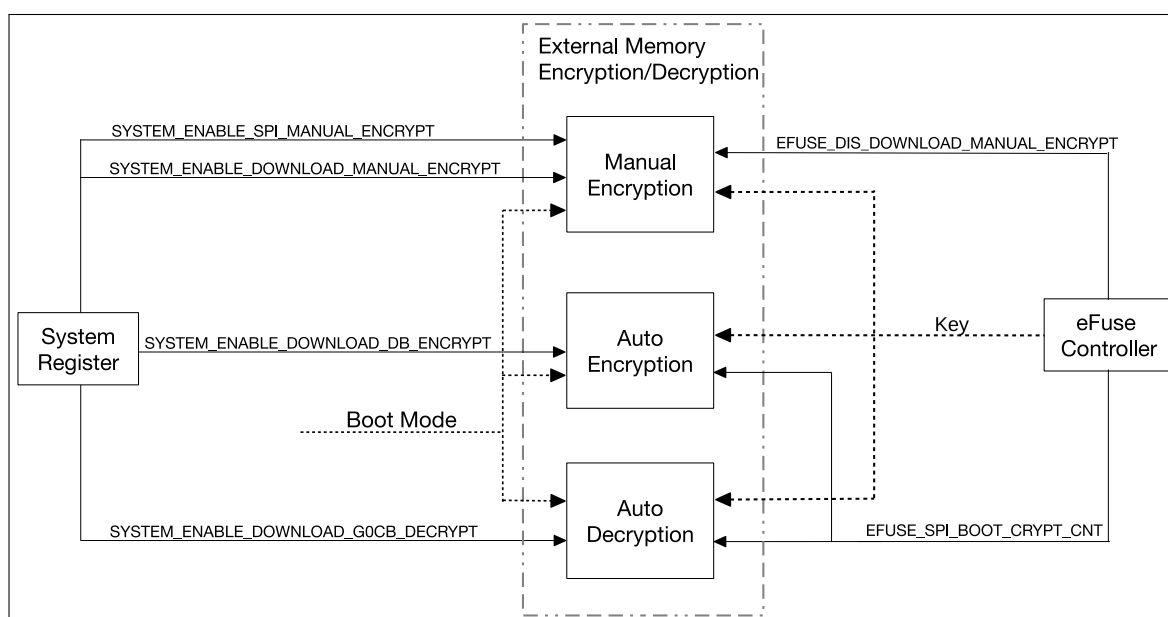 External Memory
Encryption/Decryption
SYSTEM_ENABLE_SPI_MANUAL_ENCRYPT
EFUSE_DIS_DOWNLOAD_MANUAL_ENCRYPT
Manual
Encryption
SYSTEM_ENABLE_DOWNLOAD_MANUAL_ENCRYPT
System
Register
SYSTEM_ENABLE_DOWNLOAD_DB_ENCRYPT
Auto
Encryption
Key
eFuse
Controller
Boot Mode
Auto
Decryption
SYSTEM_ENABLE_DOWNLOAD_G0CB_DECRYPT
EFUSE_SPI_BOOT_CRYPT_CNT